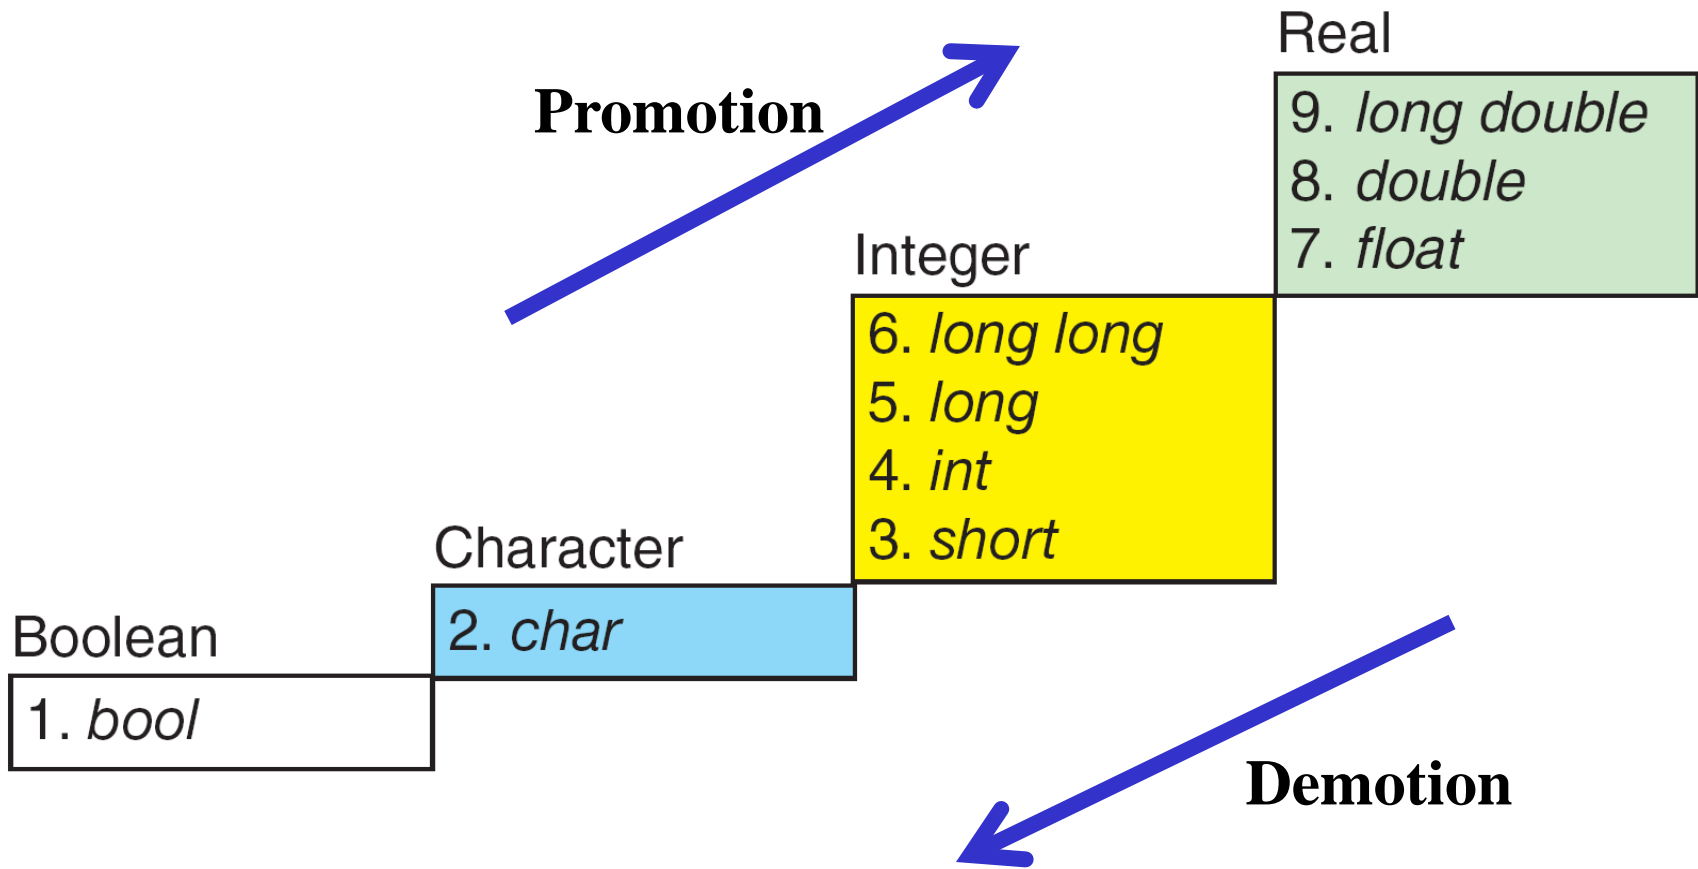 Promotion
Real
9. long double
8. double
7. float
Integer
6. long long
5. long
4. int
3. short
Character
2. char
Boolean
1. bool
Demotion